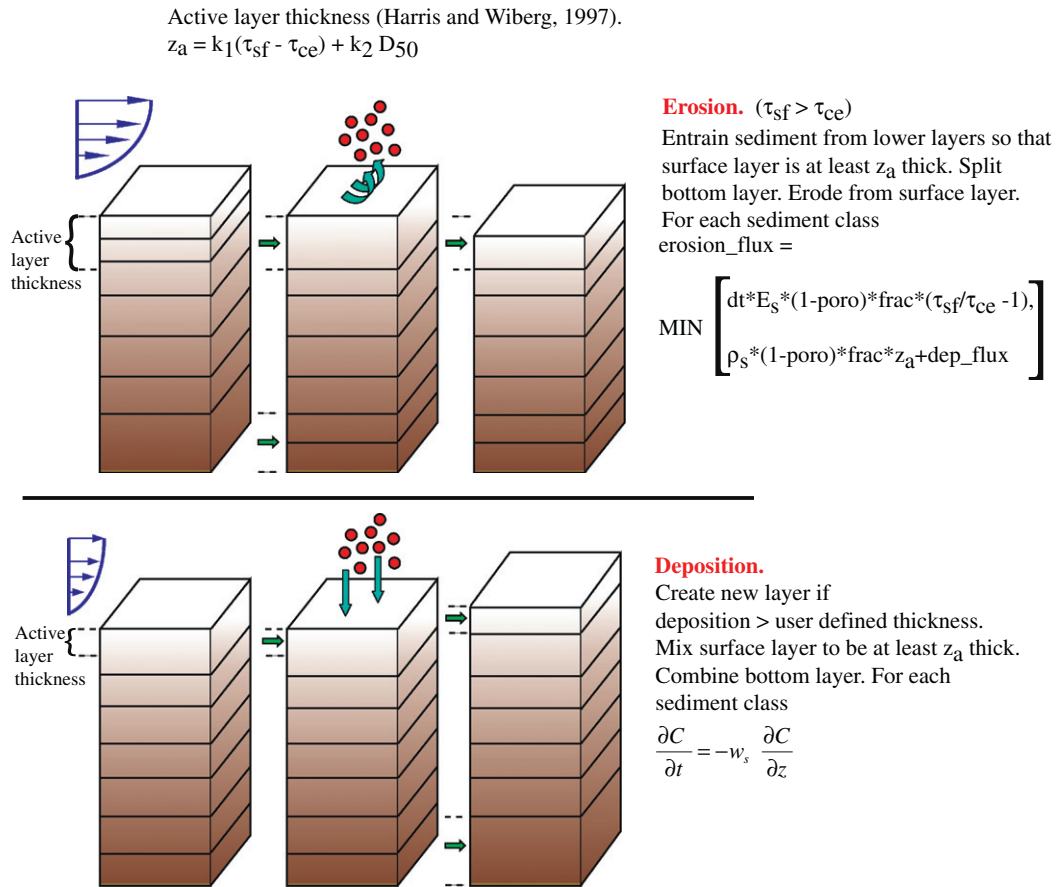 Active layer thickness (Harris and Wiberg, 1997).
za = k1(τsf - τce) + k2 D50
Erosion. (τsf > τce)
Entrain sediment from lower layers so that
surface layer is at least za thick. Split
bottom layer. Erode from surface layer.
For each sediment class
erosion_flux =
MIN
dt*Es*(1-poro)*frac*(τsf/τce -1),
ρs*(1-poro)*frac*za+dep_flux
Active
layer
thickness
Deposition.
Create new layer if
deposition > user defined thickness.
Mix surface layer to be at least za thick.
Combine bottom layer. For each
sediment class
∂C/∂t = -ws ∂C/∂z
Active
layer
thickness